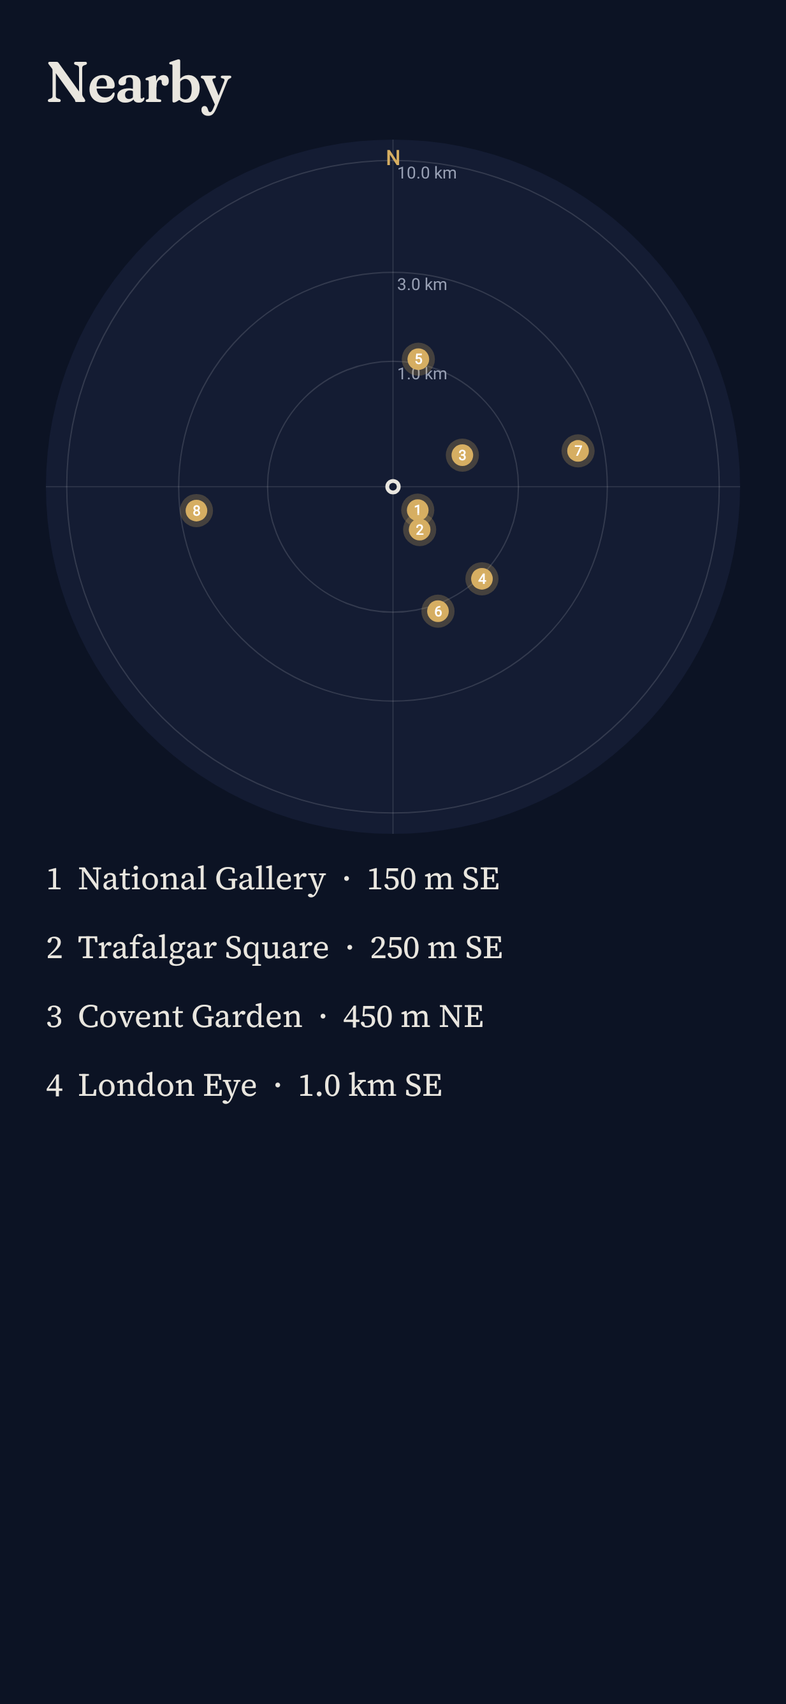 Nearby
N
10.0 km
3.0 km
5
1.0 km
7
3
8
1
2
4
6
1 National Gallery · 150 m SE
2 Trafalgar Square · 250 m SE
3 Covent Garden · 450 m NE
4 London Eye · 1.0 km SE